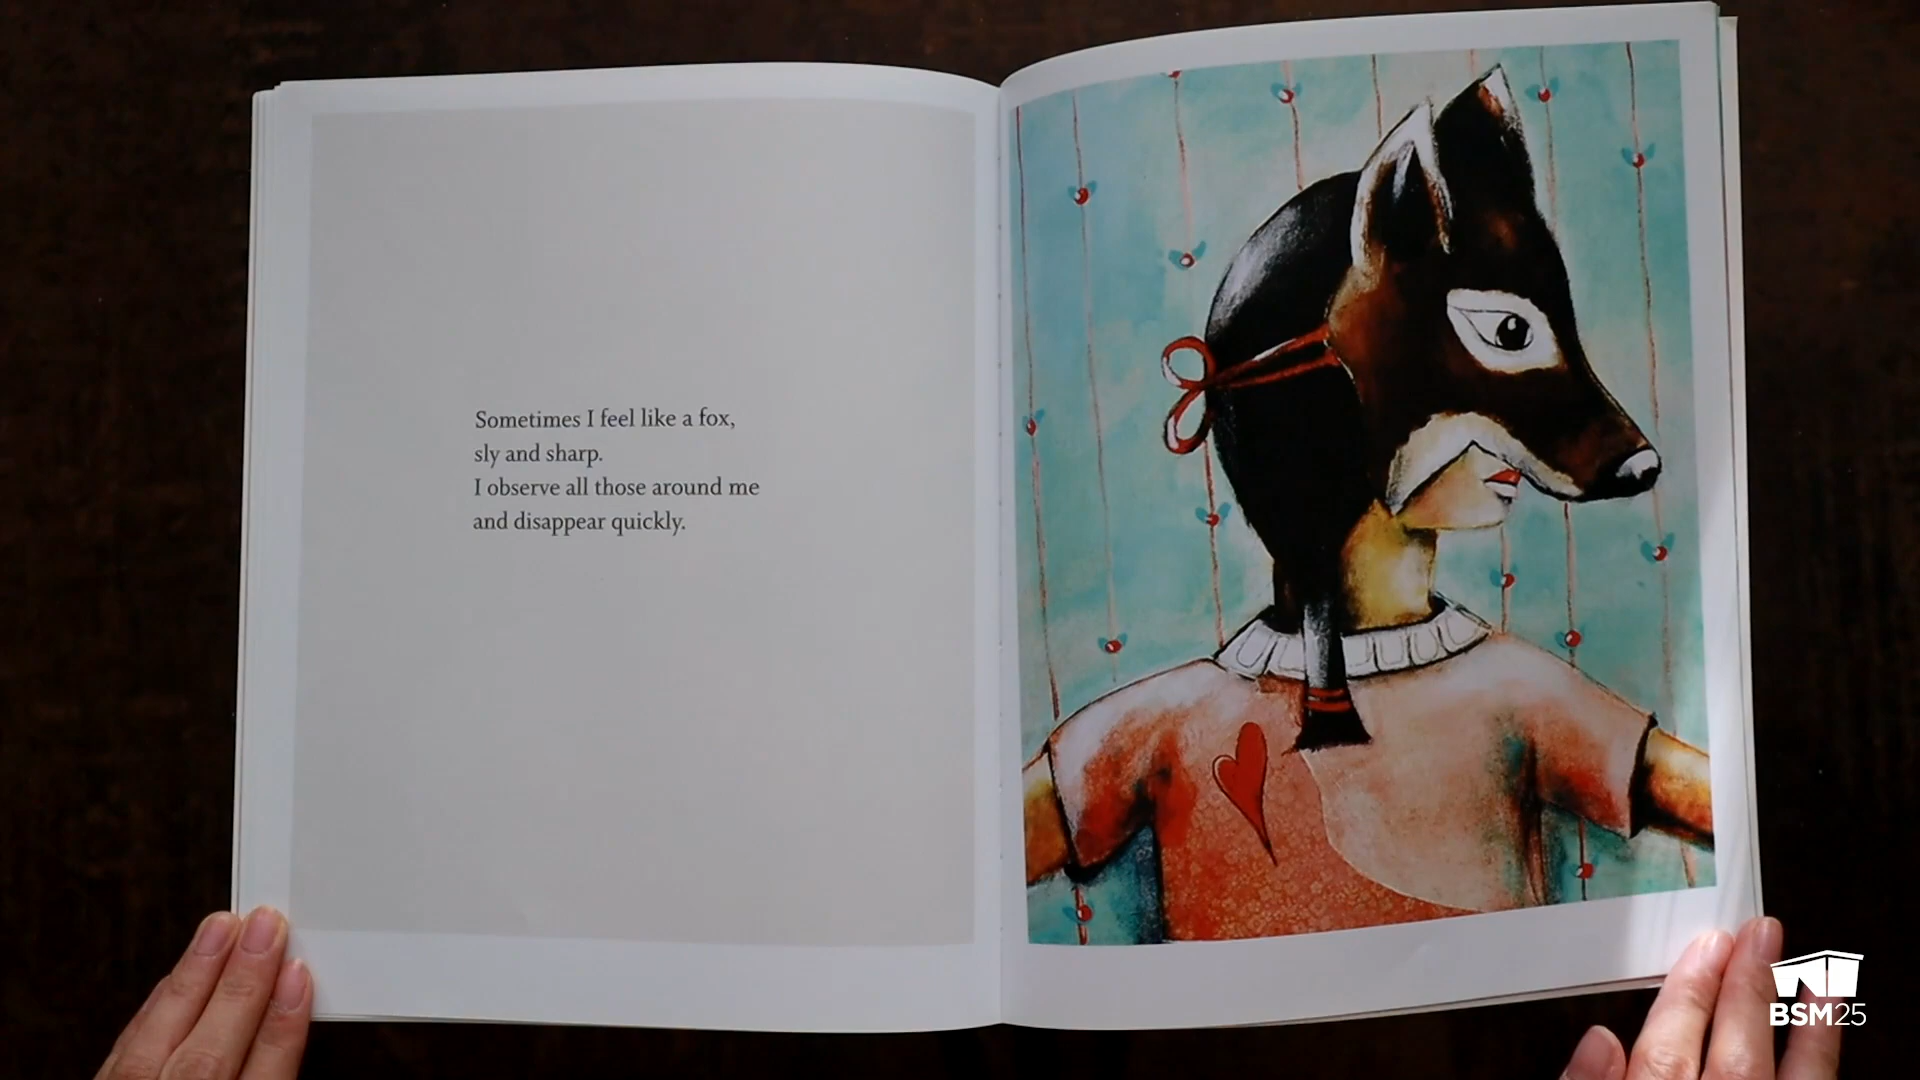 Sometimes I feel like a fox,
sly and sharp.
I observe all those around me
and disappear quickly.
BSM25